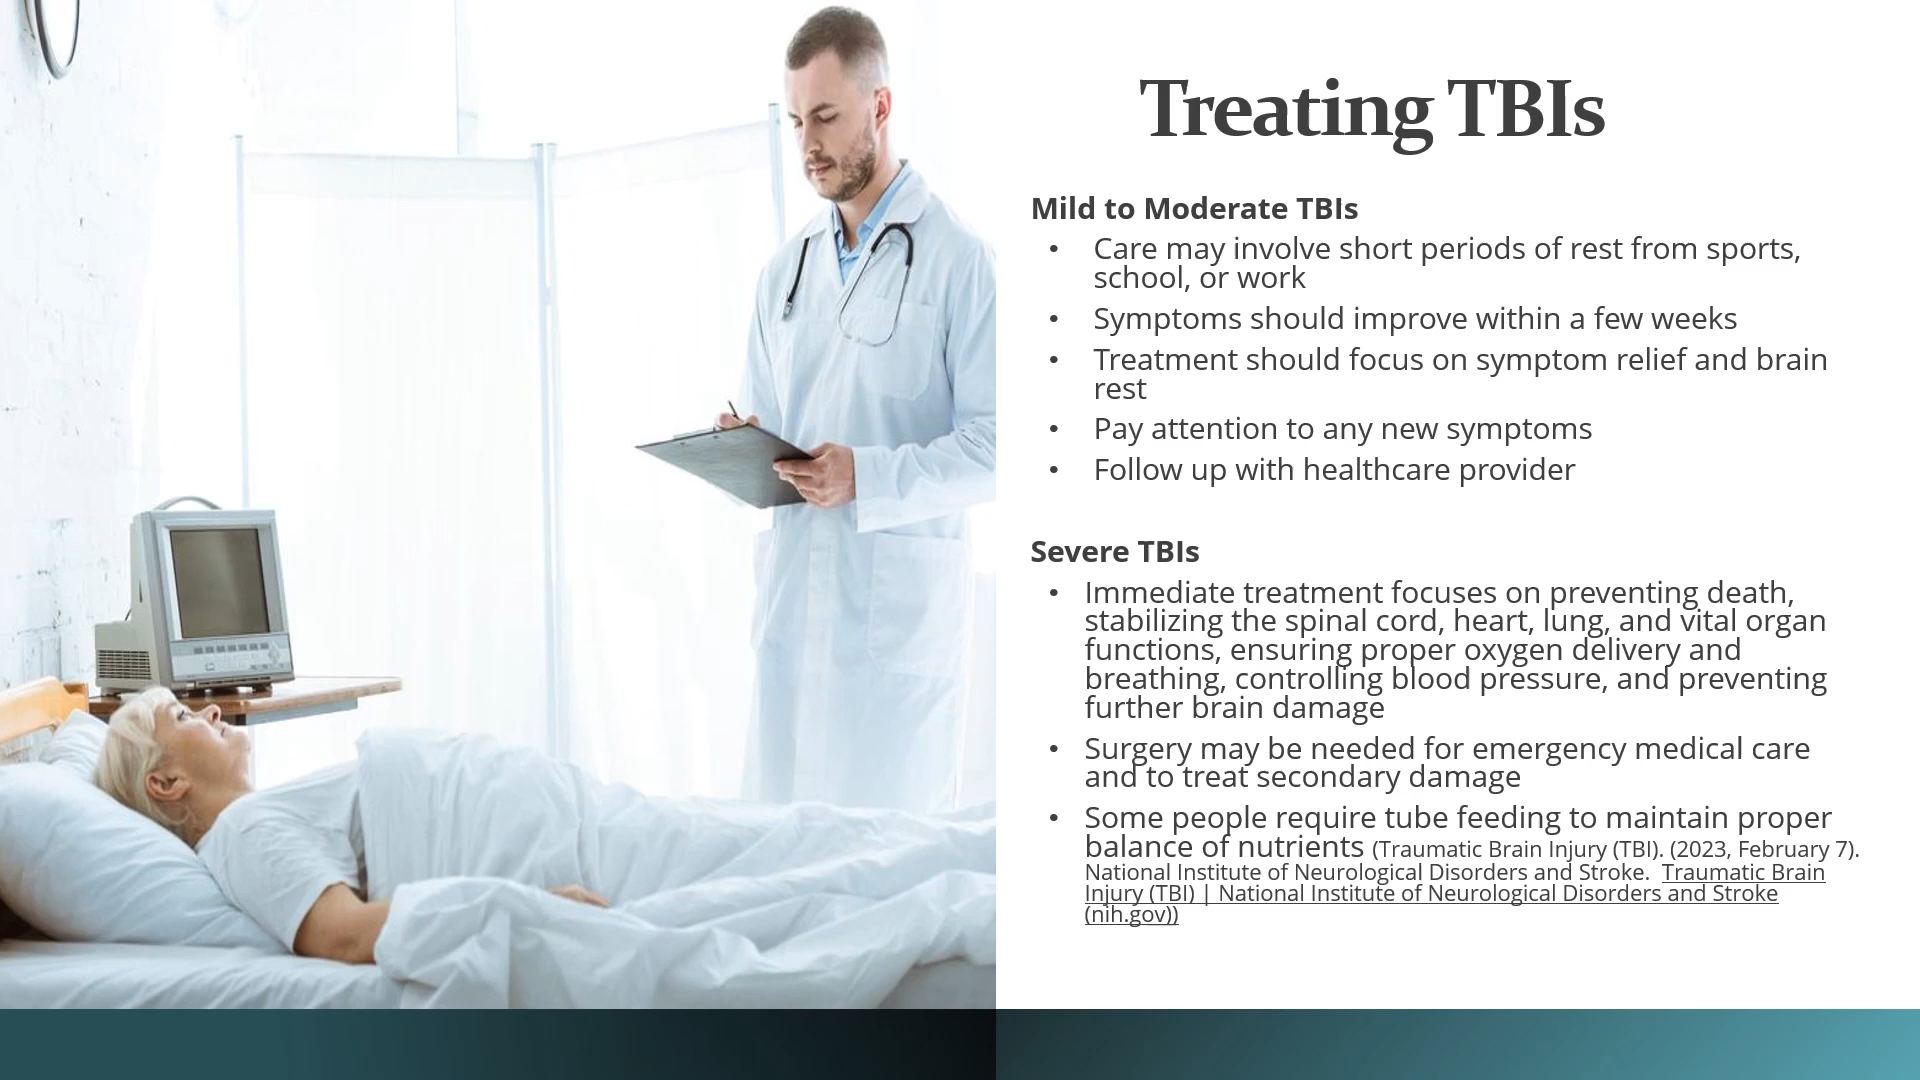 Treating TBIs
Mild to Moderate TBIs
• Care may involve short periods of rest from sports,
school, or work
• Symptoms should improve within a few weeks
• Treatment should focus on symptom relief and brain
rest
• Pay attention to any new symptoms
• Follow up with healthcare provider
Severe TBIs
• Immediate treatment focuses on preventing death,
stabilizing the spinal cord, heart, lung, and vital organ
functions, ensuring proper oxygen delivery and
breathing, controlling blood pressure, and preventing
further brain damage
• Surgery may be needed for emergency medical care
and to treat secondary damage
• Some people require tube feeding to maintain proper
balance of nutrients (Traumatic Brain Injury (TBI). (2023, February 7).
National Institute of Neurological Disorders and Stroke. Traumatic Brain
Injury (TBI) | National Institute of Neurological Disorders and Stroke
(nih.gov))